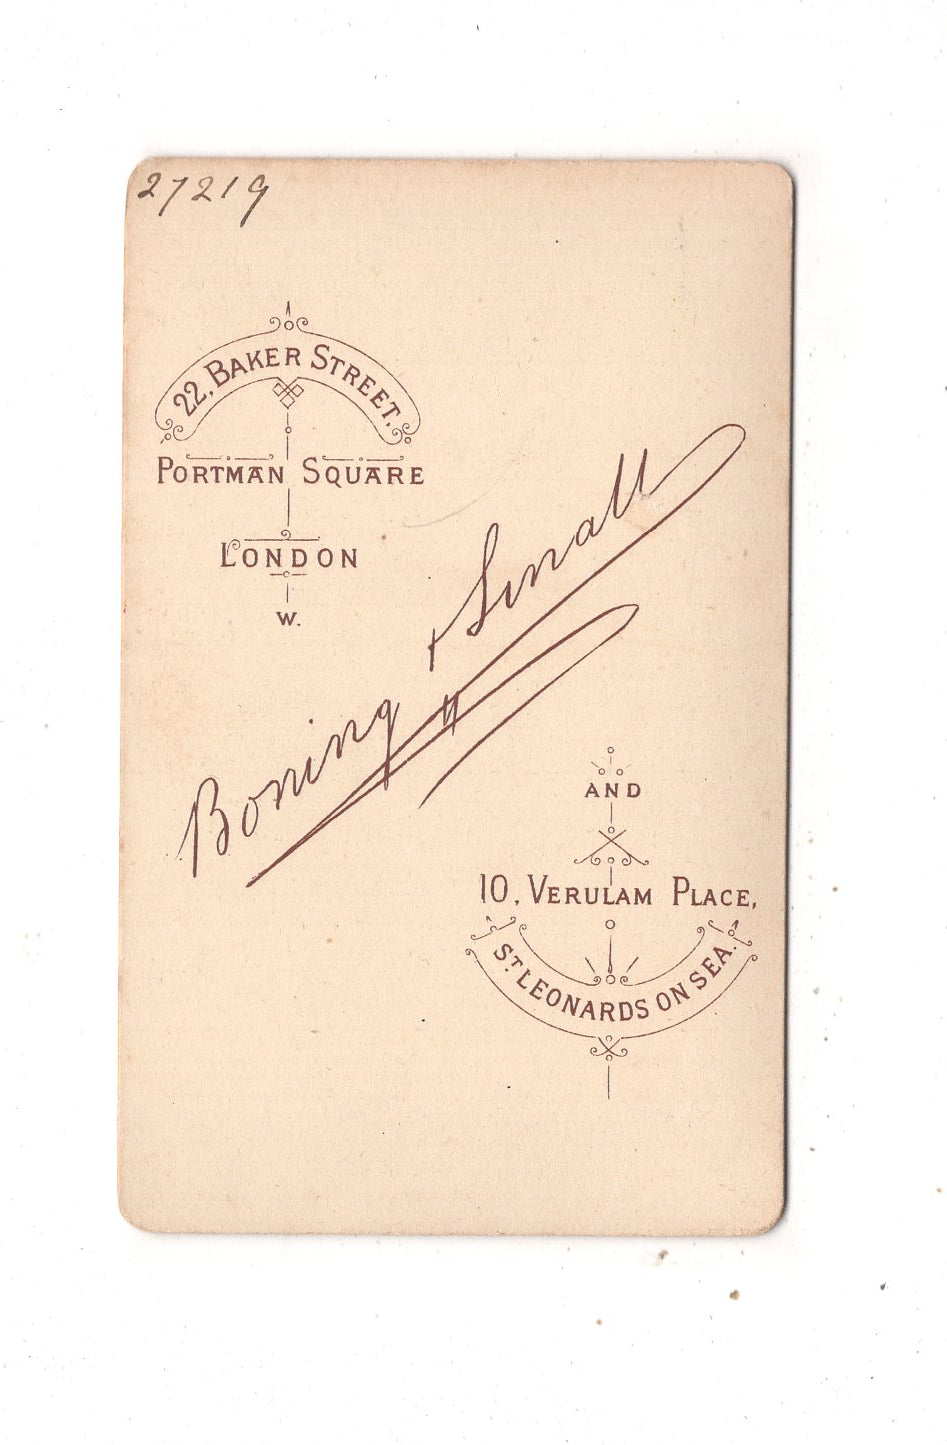 27219
22, BAKER STREET,
PORTMAN SQUARE
LONDON
W.
Boning & Small
AND
10, VERULAM PLACE,
ST LEONARDS ON SEA.